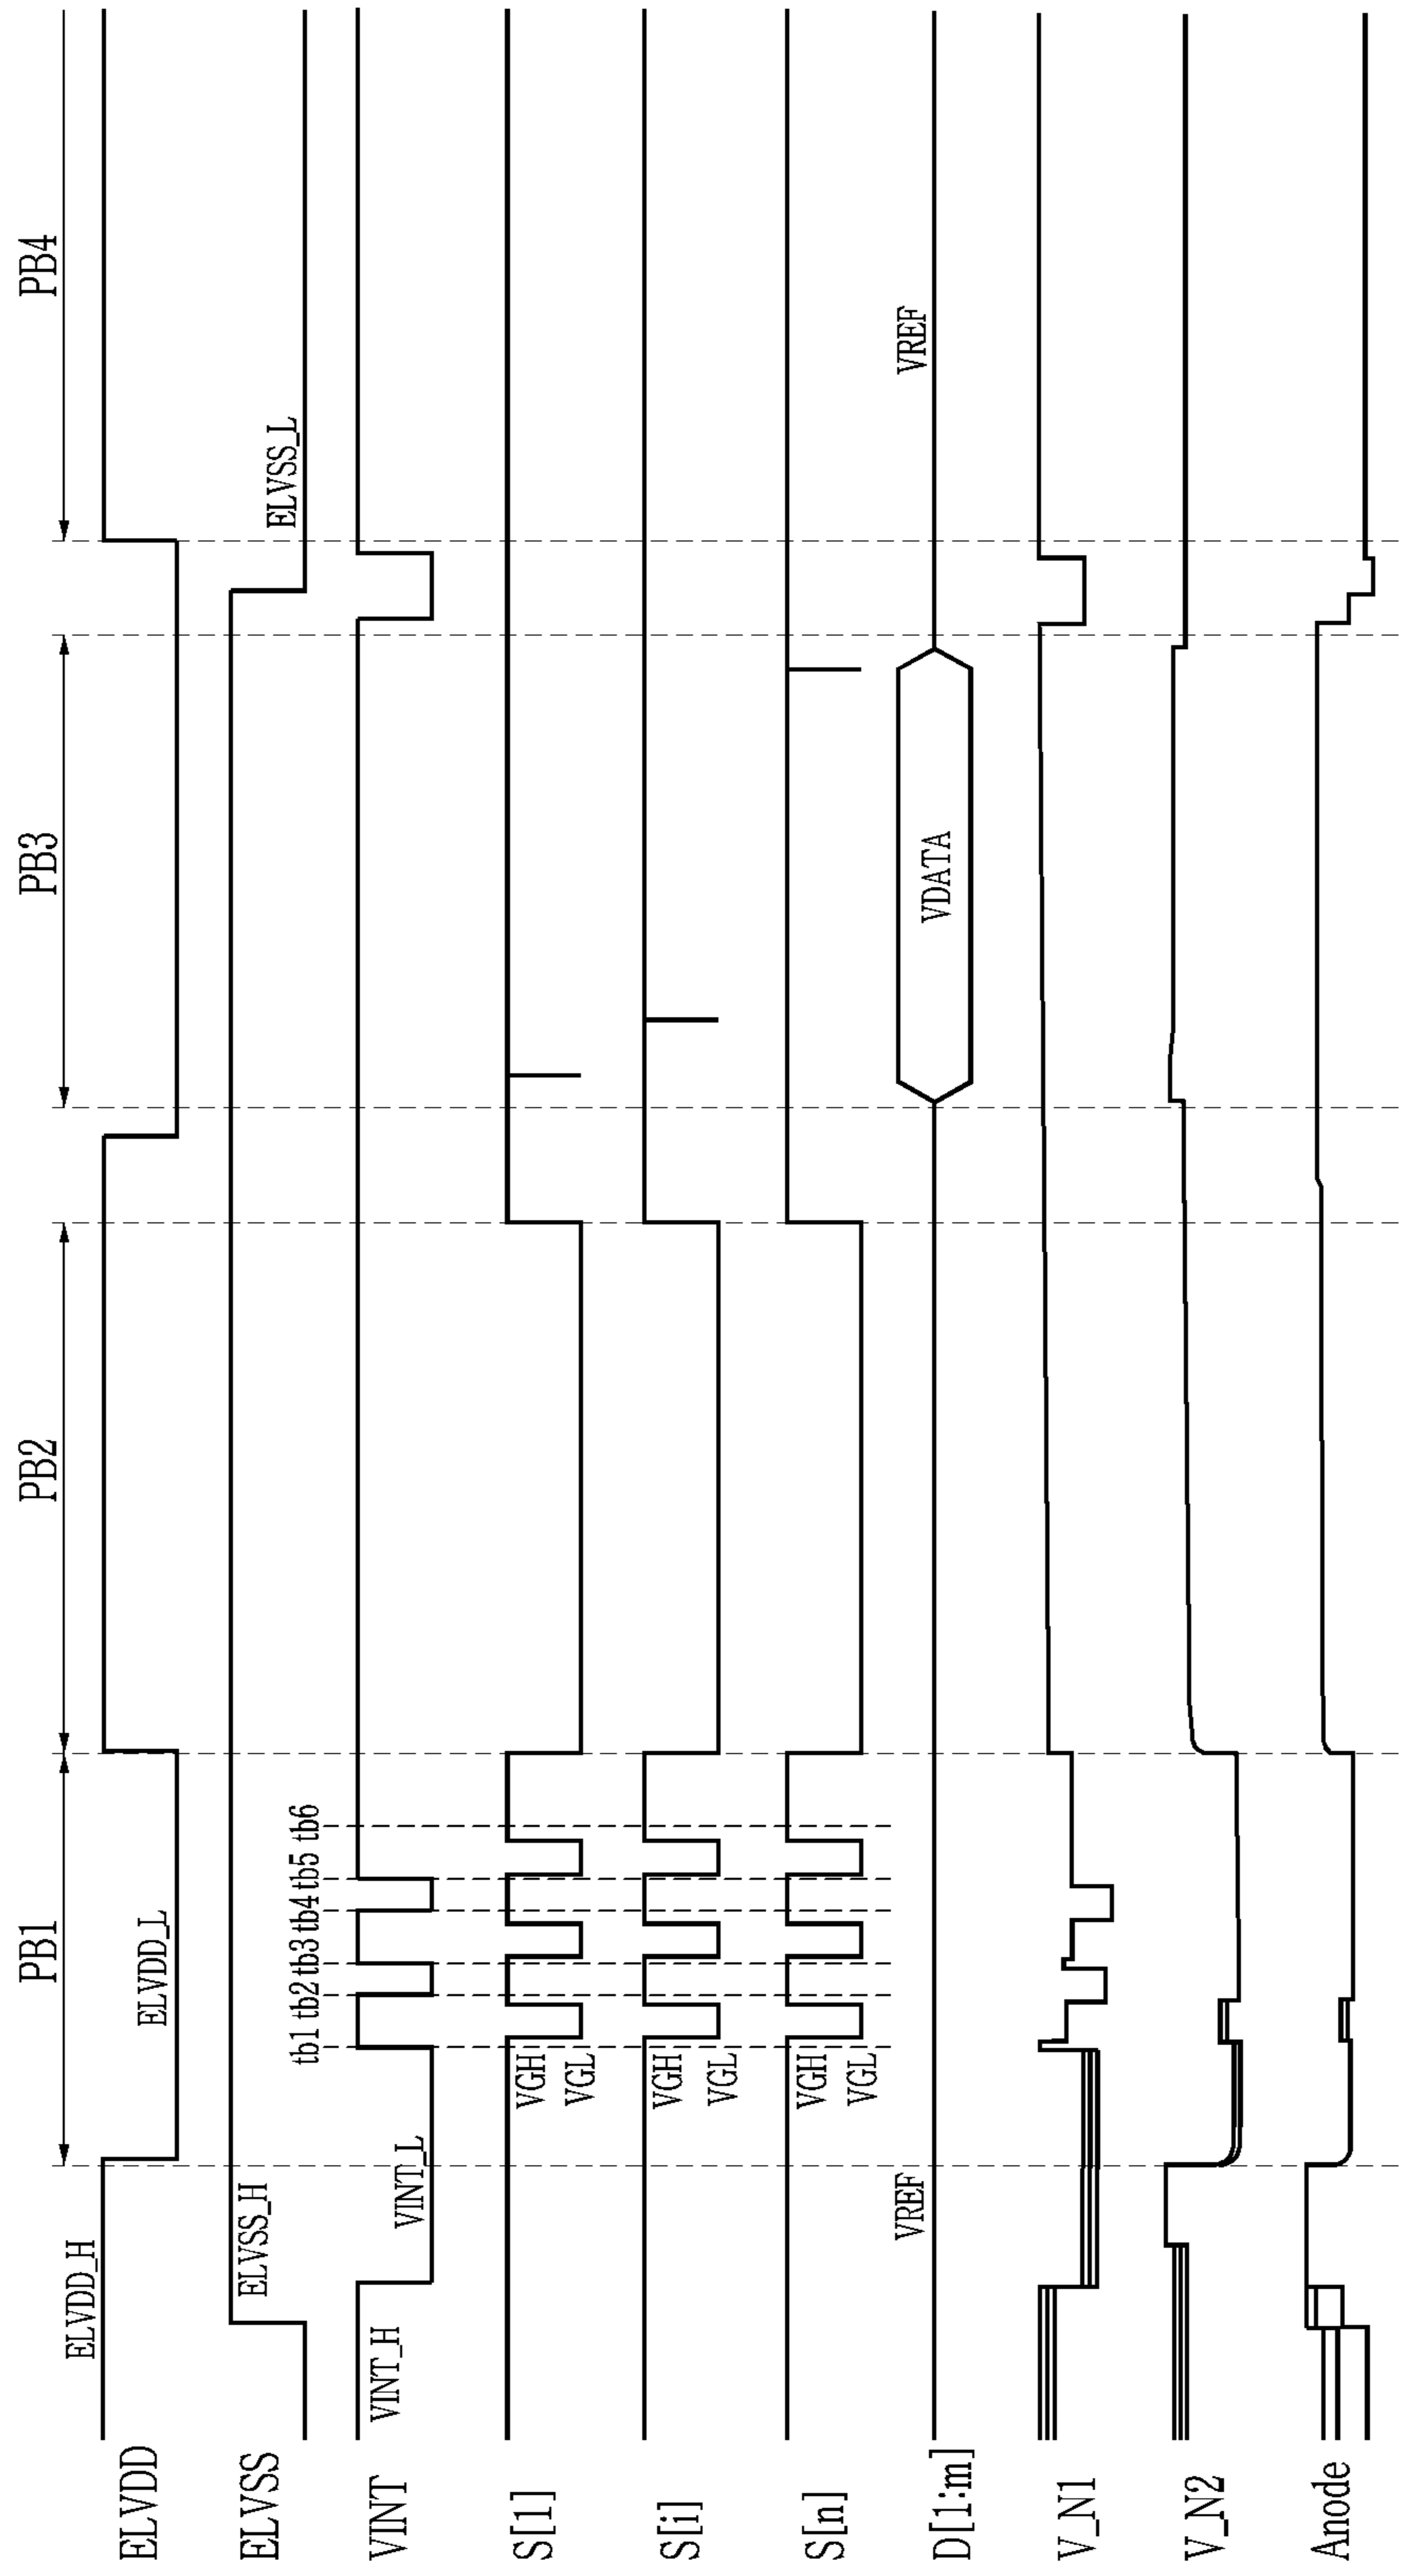 PB1 PB2 PB3 PB4
ELVDD ELVDD_H ELVDD_L
ELVSS ELVSS_H ELVSS_L
VINT VINT_H VINT_L
tb1 tb2 tb3 tb4 tb5 tb6
S[1] VGH VGL
S[i] VGH VGL
S[n] VGH VGL
D[1:m] VREF VDATA VREF
V_N1
V_N2
Anode